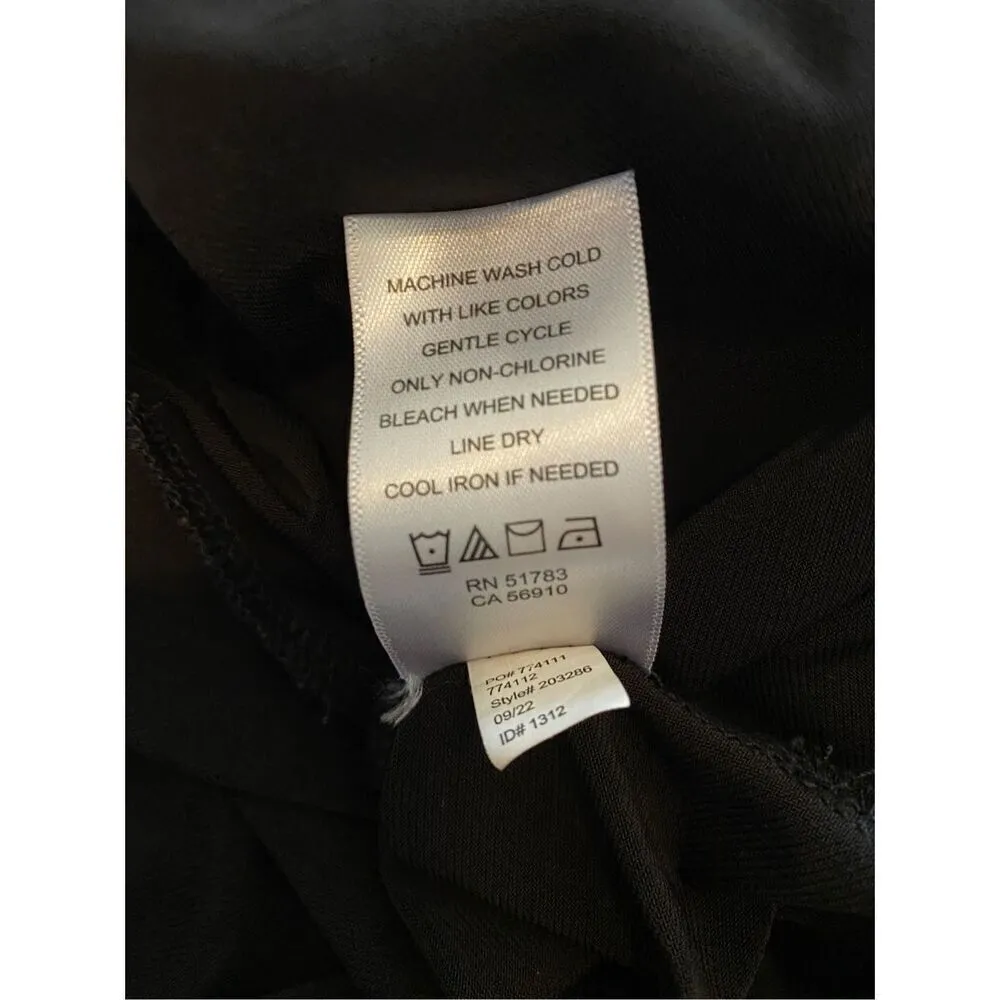 MACHINE WASH COLD
WITH LIKE COLORS
GENTLE CYCLE
ONLY NON-CHLORINE
BLEACH WHEN NEEDED
LINE DRY
COOL IRON IF NEEDED
RN 51783
CA 56910
PO# 774111
774112
Style# 203286
09/22
ID# 1312